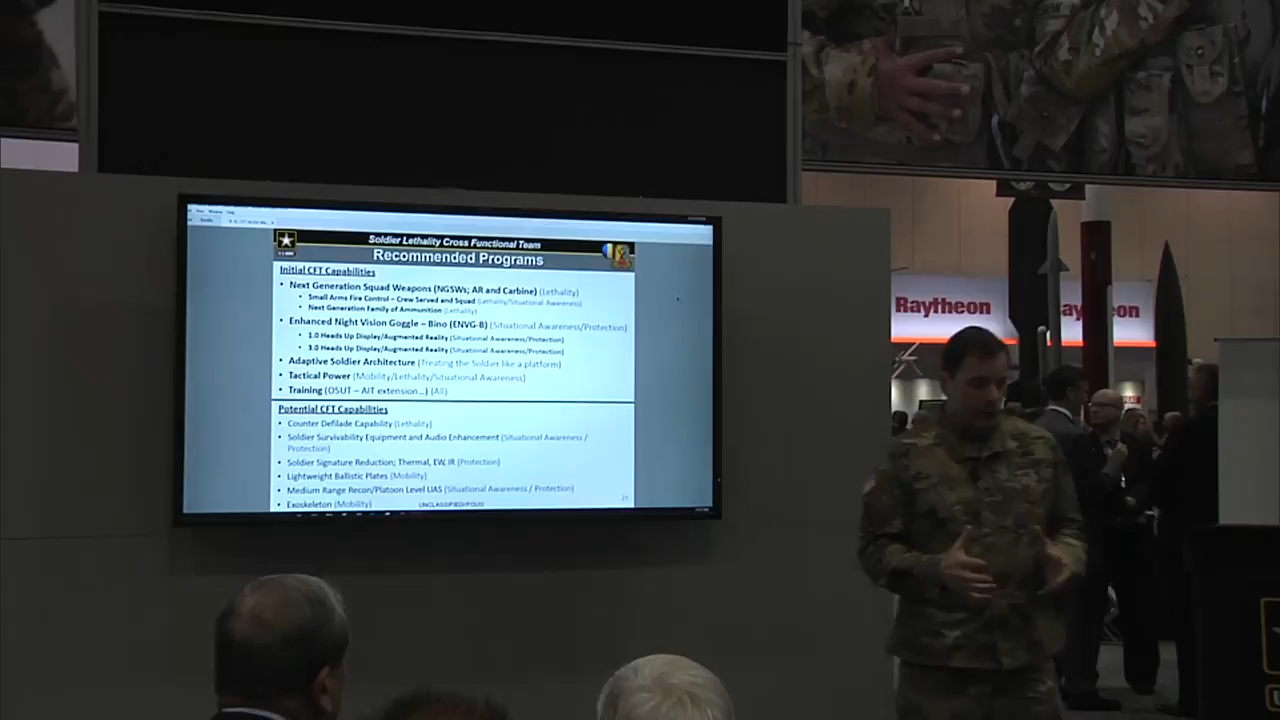 Soldier Lethality Cross Functional Team
Recommended Programs
Initial CFT Capabilities
• Next Generation Squad Weapons (NGSWs; AR and Carbine) (Lethality)
• Small Arms Fire Control – Crew Served and Squad (Lethality/Situational Awareness)
• Next Generation Family of Ammunition (Lethality)
• Enhanced Night Vision Goggle – Bino (ENVG-B) (Situational Awareness/Protection)
• 1.0 Heads Up Display/Augmented Reality (Situational Awareness/Protection)
• 3.0 Heads Up Display/Augmented Reality (Situational Awareness/Protection)
• Adaptive Soldier Architecture (Treating the Soldier like a platform)
• Tactical Power (Mobility/Lethality/Situational Awareness)
• Training (OSUT – AIT extension…) (All)
Potential CFT Capabilities
• Counter Defilade Capability (Lethality)
• Soldier Survivability Equipment and Audio Enhancement (Situational Awareness /
Protection)
• Soldier Signature Reduction; Thermal, EW, IR (Protection)
• Lightweight Ballistic Plates (Mobility)
• Medium Range Recon/Platoon Level UAS (Situational Awareness / Protection)
• Exoskeleton (Mobility)
UNCLASSIFIED//FOUO
21
Raytheon
Raytheon